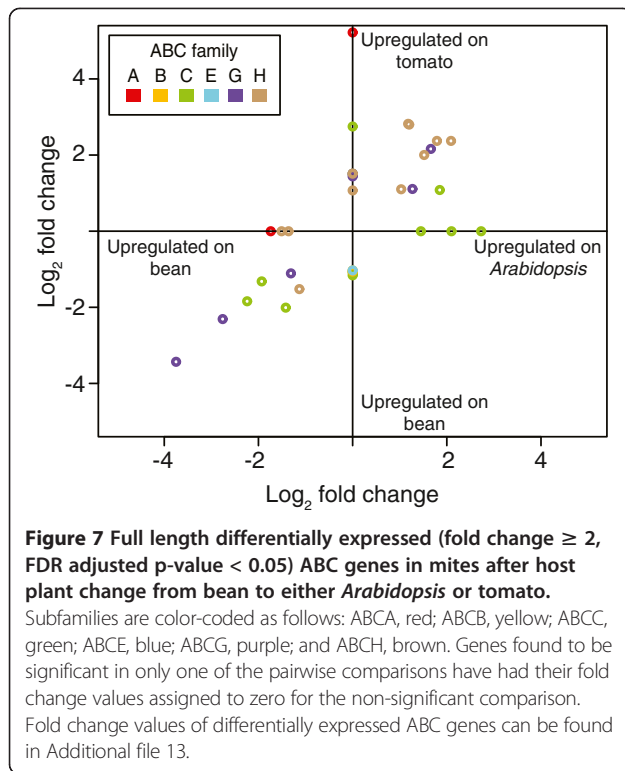 Upregulated on
tomato
ABC family
A B C E G H
4
2
0
-2
-4
Log2 fold change
Upregulated on
bean
Upregulated on
Arabidopsis
Upregulated on
bean
-4 -2 0 2 4
Log2 fold change
Figure 7 Full length differentially expressed (fold change ≥ 2,
FDR adjusted p-value < 0.05) ABC genes in mites after host
plant change from bean to either Arabidopsis or tomato.
Subfamilies are color-coded as follows: ABCA, red; ABCB, yellow; ABCC,
green; ABCE, blue; ABCG, purple; and ABCH, brown. Genes found to be
significant in only one of the pairwise comparisons have had their fold
change values assigned to zero for the non-significant comparison.
Fold change values of differentially expressed ABC genes can be found
in Additional file 13.